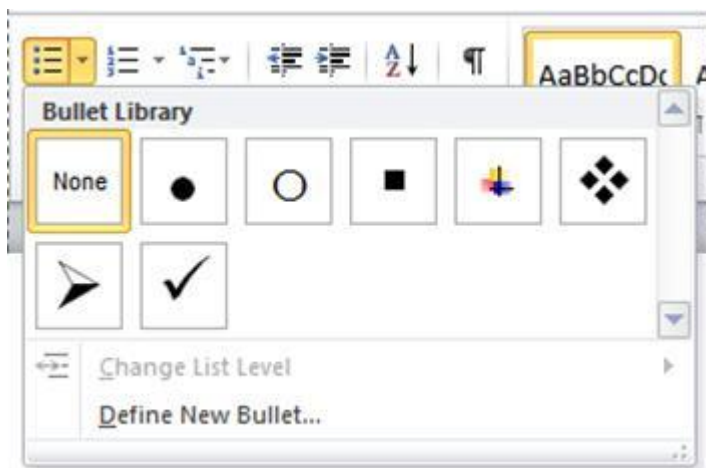 AaBbCcDc
Bullet Library
None
Change List Level
Define New Bullet...